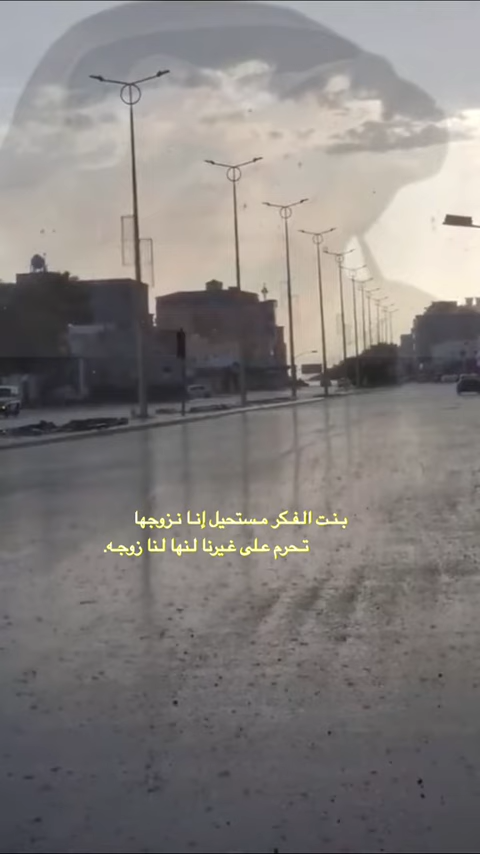 بنت الفكر مستحيل إنا نزوجها
تحرم على غيرنا لنها لنا زوجه.